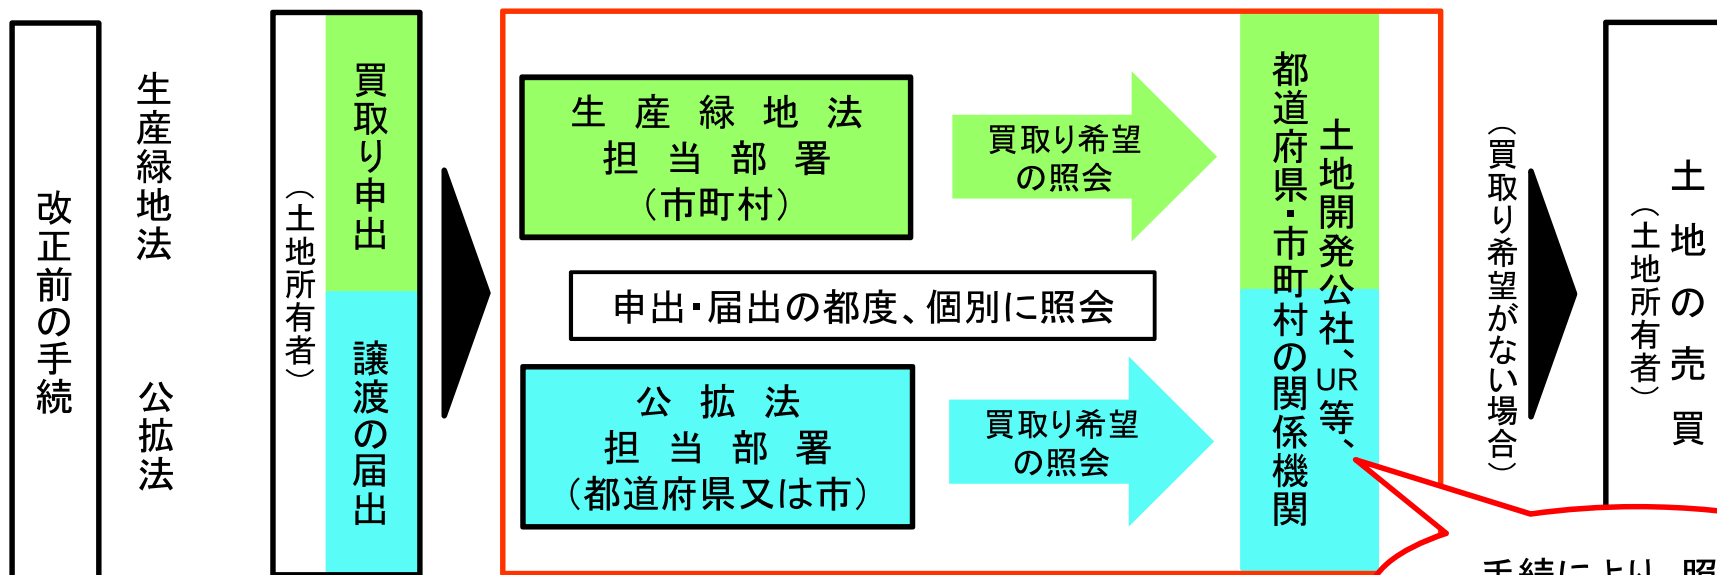 改正前の手続
生産緑地法
公拡法
買取り申出
譲渡の届出
（土地所有者）
生産緑地法
担当部署
（市町村）
買取り希望
の照会
申出・届出の都度、個別に照会
公拡法
担当部署
（都道府県又は市）
買取り希望
の照会
土地開発公社、UR等、
都道府県・市町村の関係機関
（買取り希望がない場合）
土地の売買
（土地所有者）
手続により、照